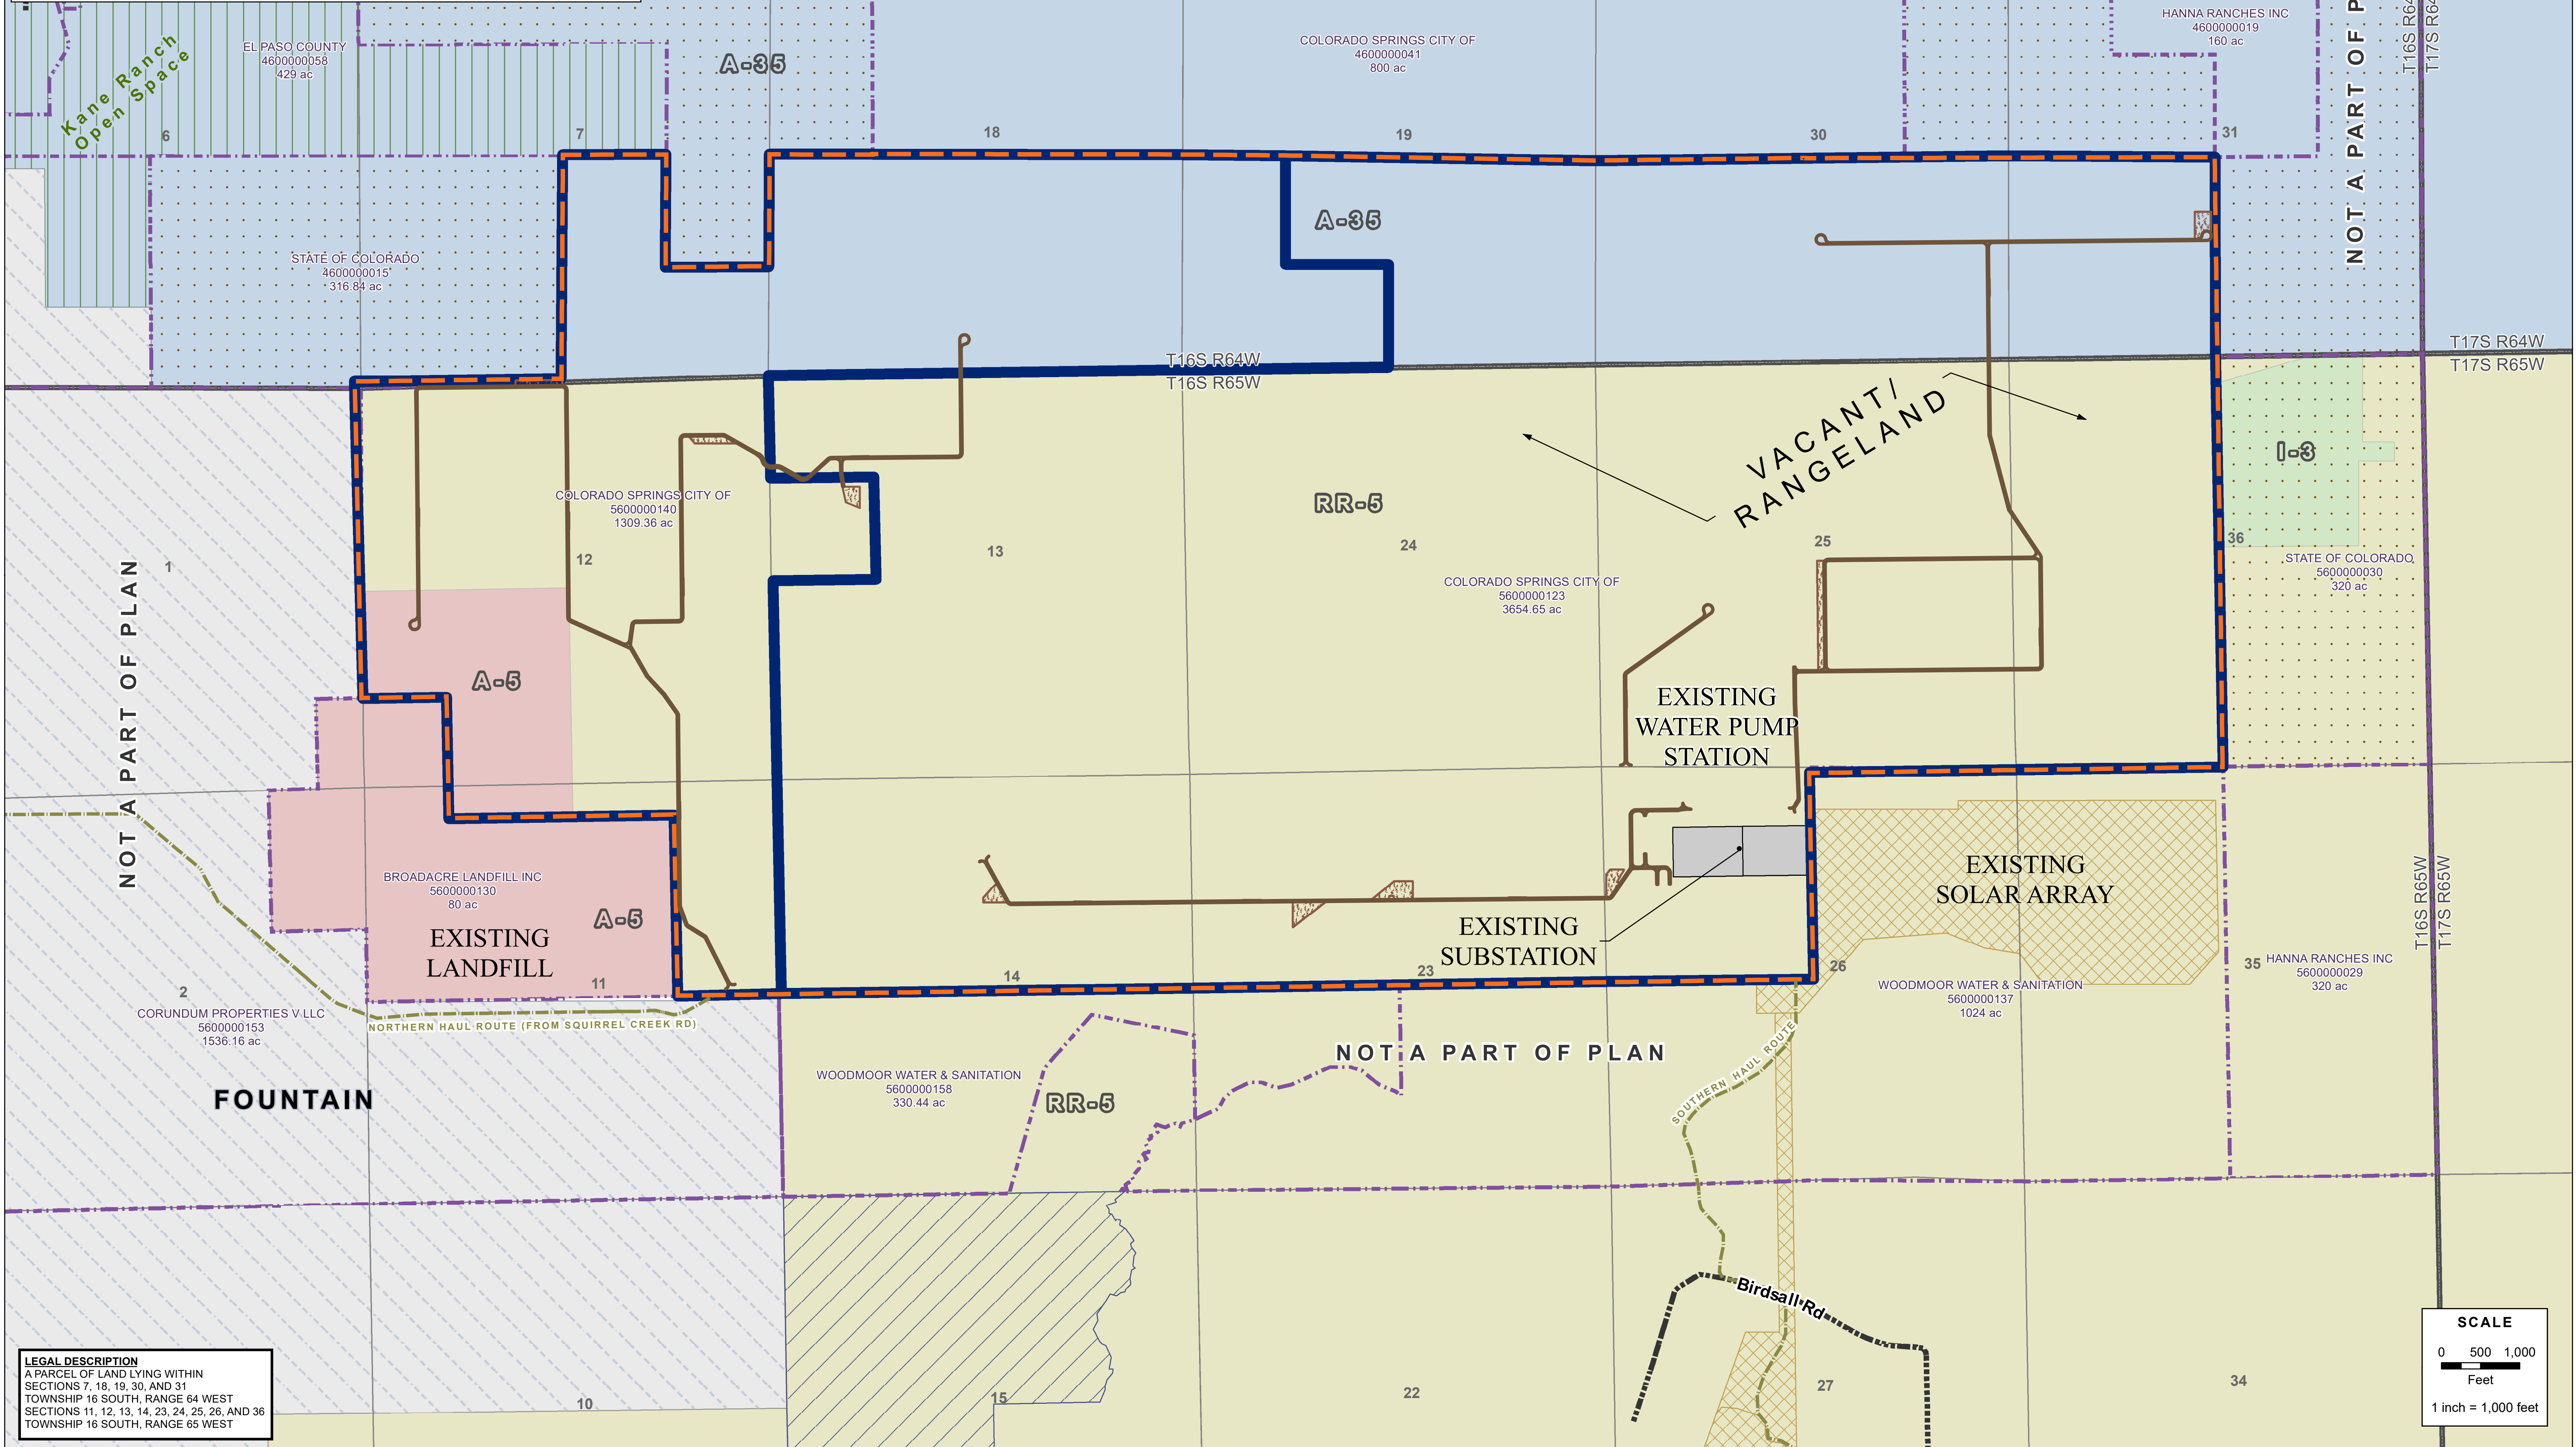 EL PASO COUNTY
4600000058
429 ac
Kane Ranch
Open Space
A-35
COLORADO SPRINGS CITY OF
4600000041
800 ac
HANNA RANCHES INC
4600000019
160 ac
NOT A PART OF P
T16S R64
T17S R64
6
7
18
19
30
31
STATE OF COLORADO
4600000015
316.84 ac
A-35
T16S R64W
T16S R65W
T17S R64W
T17S R65W
VACANT/
RANGELAND
I-3
COLORADO SPRINGS CITY OF
5600000140
1309.36 ac
RR-5
1
12
13
24
25
36
COLORADO SPRINGS CITY OF
5600000123
3654.65 ac
STATE OF COLORADO
5600000030
320 ac
NOT A PART OF PLAN
A-5
EXISTING
WATER PUMP
STATION
BROADACRE LANDFILL INC
5600000130
80 ac
A-5
EXISTING
LANDFILL
EXISTING
SUBSTATION
EXISTING
SOLAR ARRAY
T16S R65W
T17S R65W
2
11
14
23
26
35
HANNA RANCHES INC
5600000029
320 ac
CORUNDUM PROPERTIES V LLC
5600000153
1536.16 ac
NORTHERN HAUL ROUTE (FROM SQUIRREL CREEK RD)
WOODMOOR WATER & SANITATION
5600000137
1024 ac
NOT A PART OF PLAN
SOUTHERN HAUL ROUTE
WOODMOOR WATER & SANITATION
5600000158
330.44 ac
RR-5
FOUNTAIN
Birdsall Rd
10
15
22
27
34
LEGAL DESCRIPTION
A PARCEL OF LAND LYING WITHIN
SECTIONS 7, 18, 19, 30, AND 31
TOWNSHIP 16 SOUTH, RANGE 64 WEST
SECTIONS 11, 12, 13, 14, 23, 24, 25, 26, AND 36
TOWNSHIP 16 SOUTH, RANGE 65 WEST
SCALE
0 500 1,000
Feet
1 inch = 1,000 feet